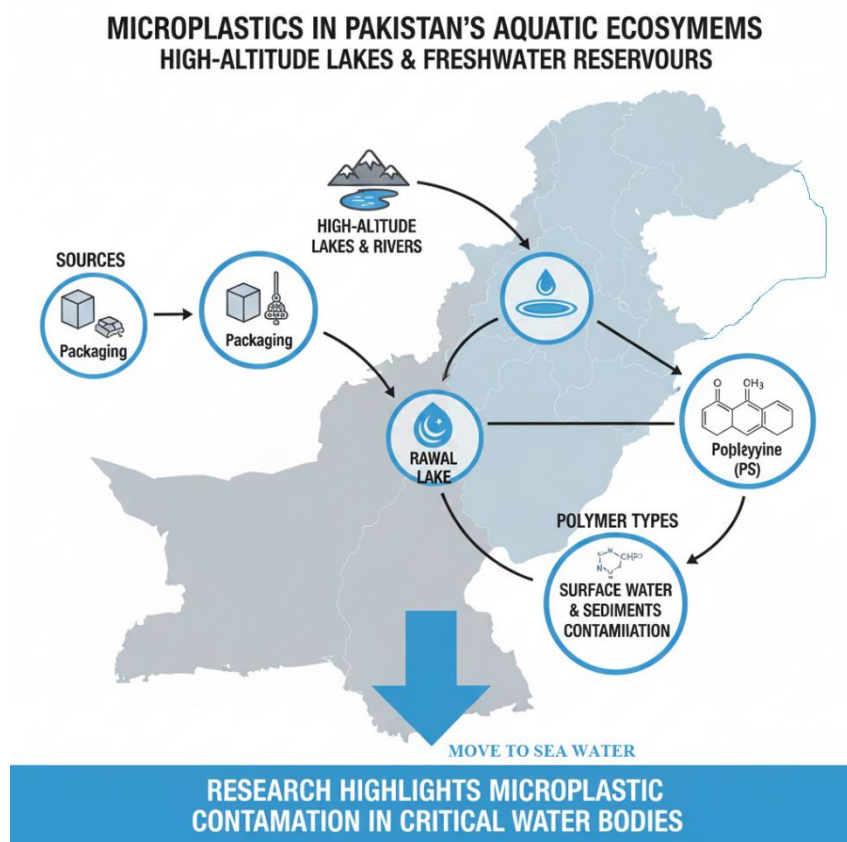 MICROPLASTICS IN PAKISTAN'S AQUATIC ECOSYMEMS
HIGH-ALTITUDE LAKES & FRESHWATER RESERVOURS
HIGH-ALTITUDE
LAKES & RIVERS
SOURCES
Packaging
Packaging
RAWAL
LAKE
O
OH3
(PS)
POLYMER TYPES
SURFACE WATER
& SEDIMENTS
CONTAMIIATION
MOVE TO SEA WATER
RESEARCH HIGHLIGHTS MICROPLASTIC
CONTAMATION IN CRITICAL WATER BODIES